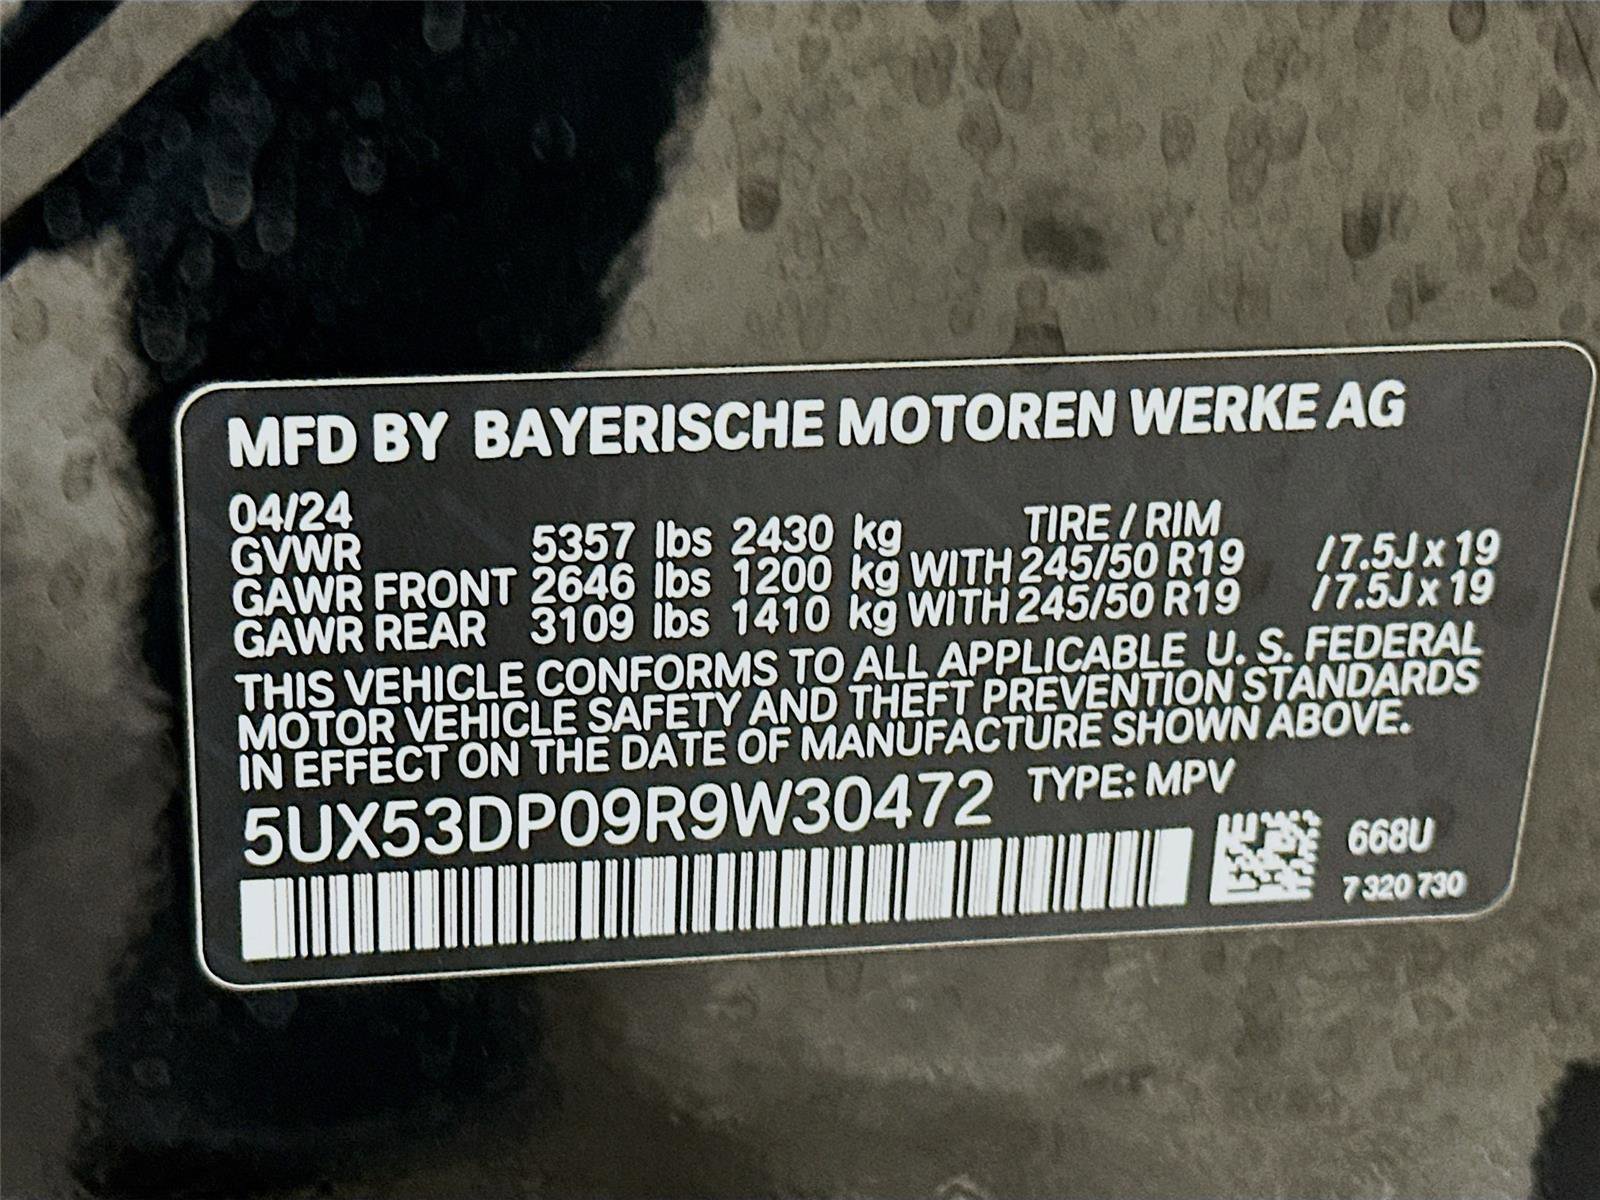 MFD BY BAYERISCHE MOTOREN WERKE AG
04/24 TIRE / RIM
GVWR 5357 lbs 2430 kg
GAWR FRONT 2646 lbs 1200 kg WITH 245/50 R19 /7.5J x 19
GAWR REAR 3109 lbs 1410 kg WITH 245/50 R19 /7.5J x 19
THIS VEHICLE CONFORMS TO ALL APPLICABLE U. S. FEDERAL
MOTOR VEHICLE SAFETY AND THEFT PREVENTION STANDARDS
IN EFFECT ON THE DATE OF MANUFACTURE SHOWN ABOVE.
5UX53DP09R9W30472 TYPE: MPV
668U
7 320 730